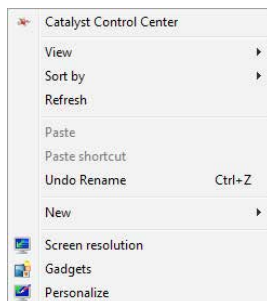 Catalyst Control Center
View
Sort by
Refresh
Paste
Paste shortcut
Undo Rename Ctrl+Z
New
Screen resolution
Gadgets
Personalize